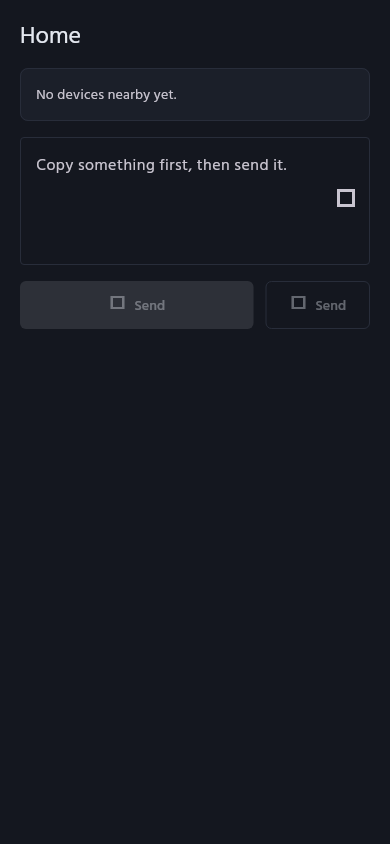 Home
No devices nearby yet.
Copy something first, then send it.
Send
Send